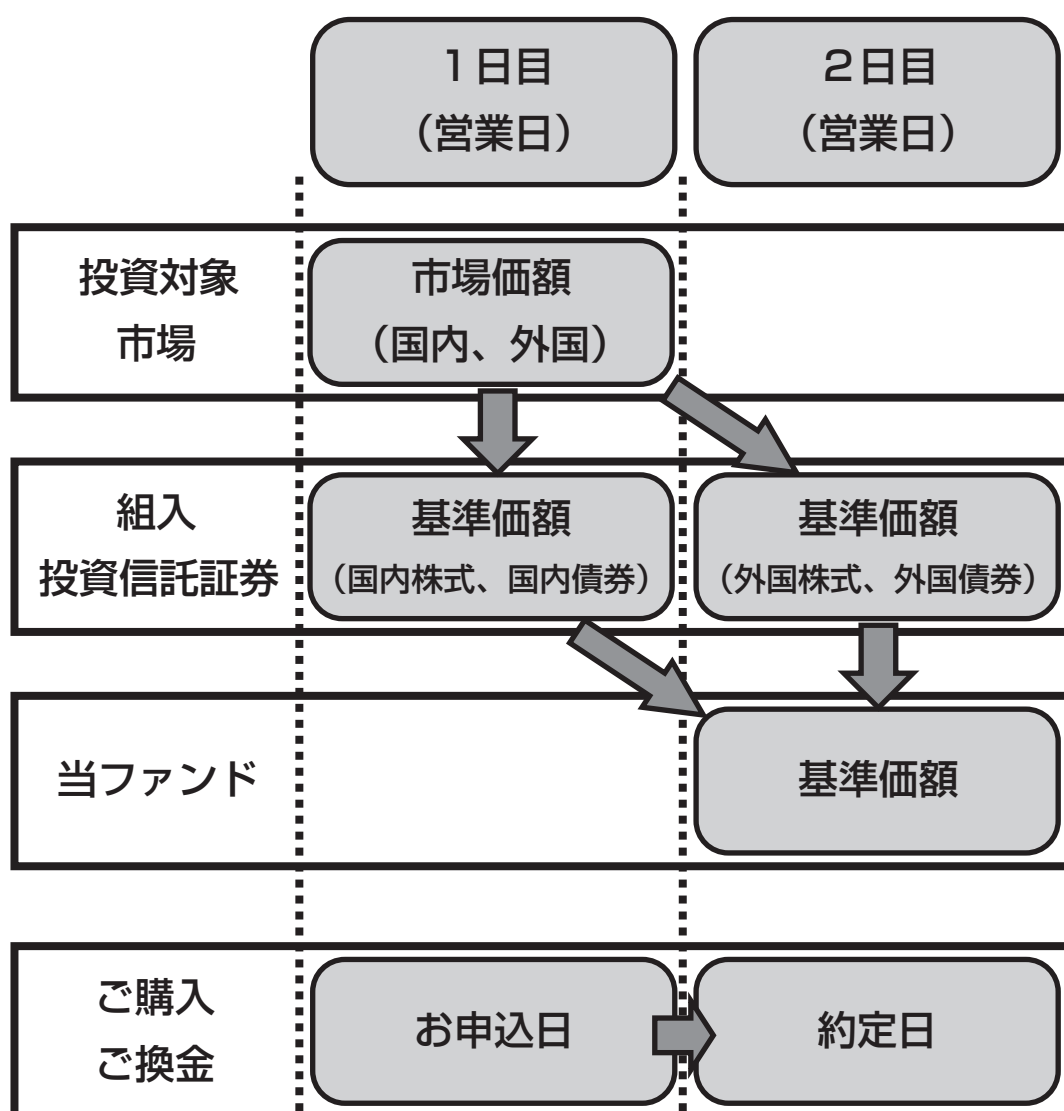 1日目
（営業日）
2日目
（営業日）
投資対象
市場
市場価額
（国内、外国）
組入
投資信託証券
基準価額
（国内株式、国内債券）
基準価額
（外国株式、外国債券）
当ファンド
基準価額
ご購入
ご換金
お申込日
約定日